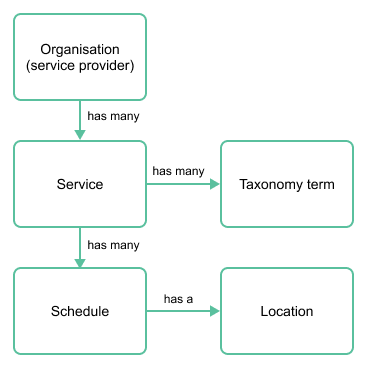 Organisation
(service provider)
has many
Service
has many
Taxonomy term
has many
Schedule
has a
Location